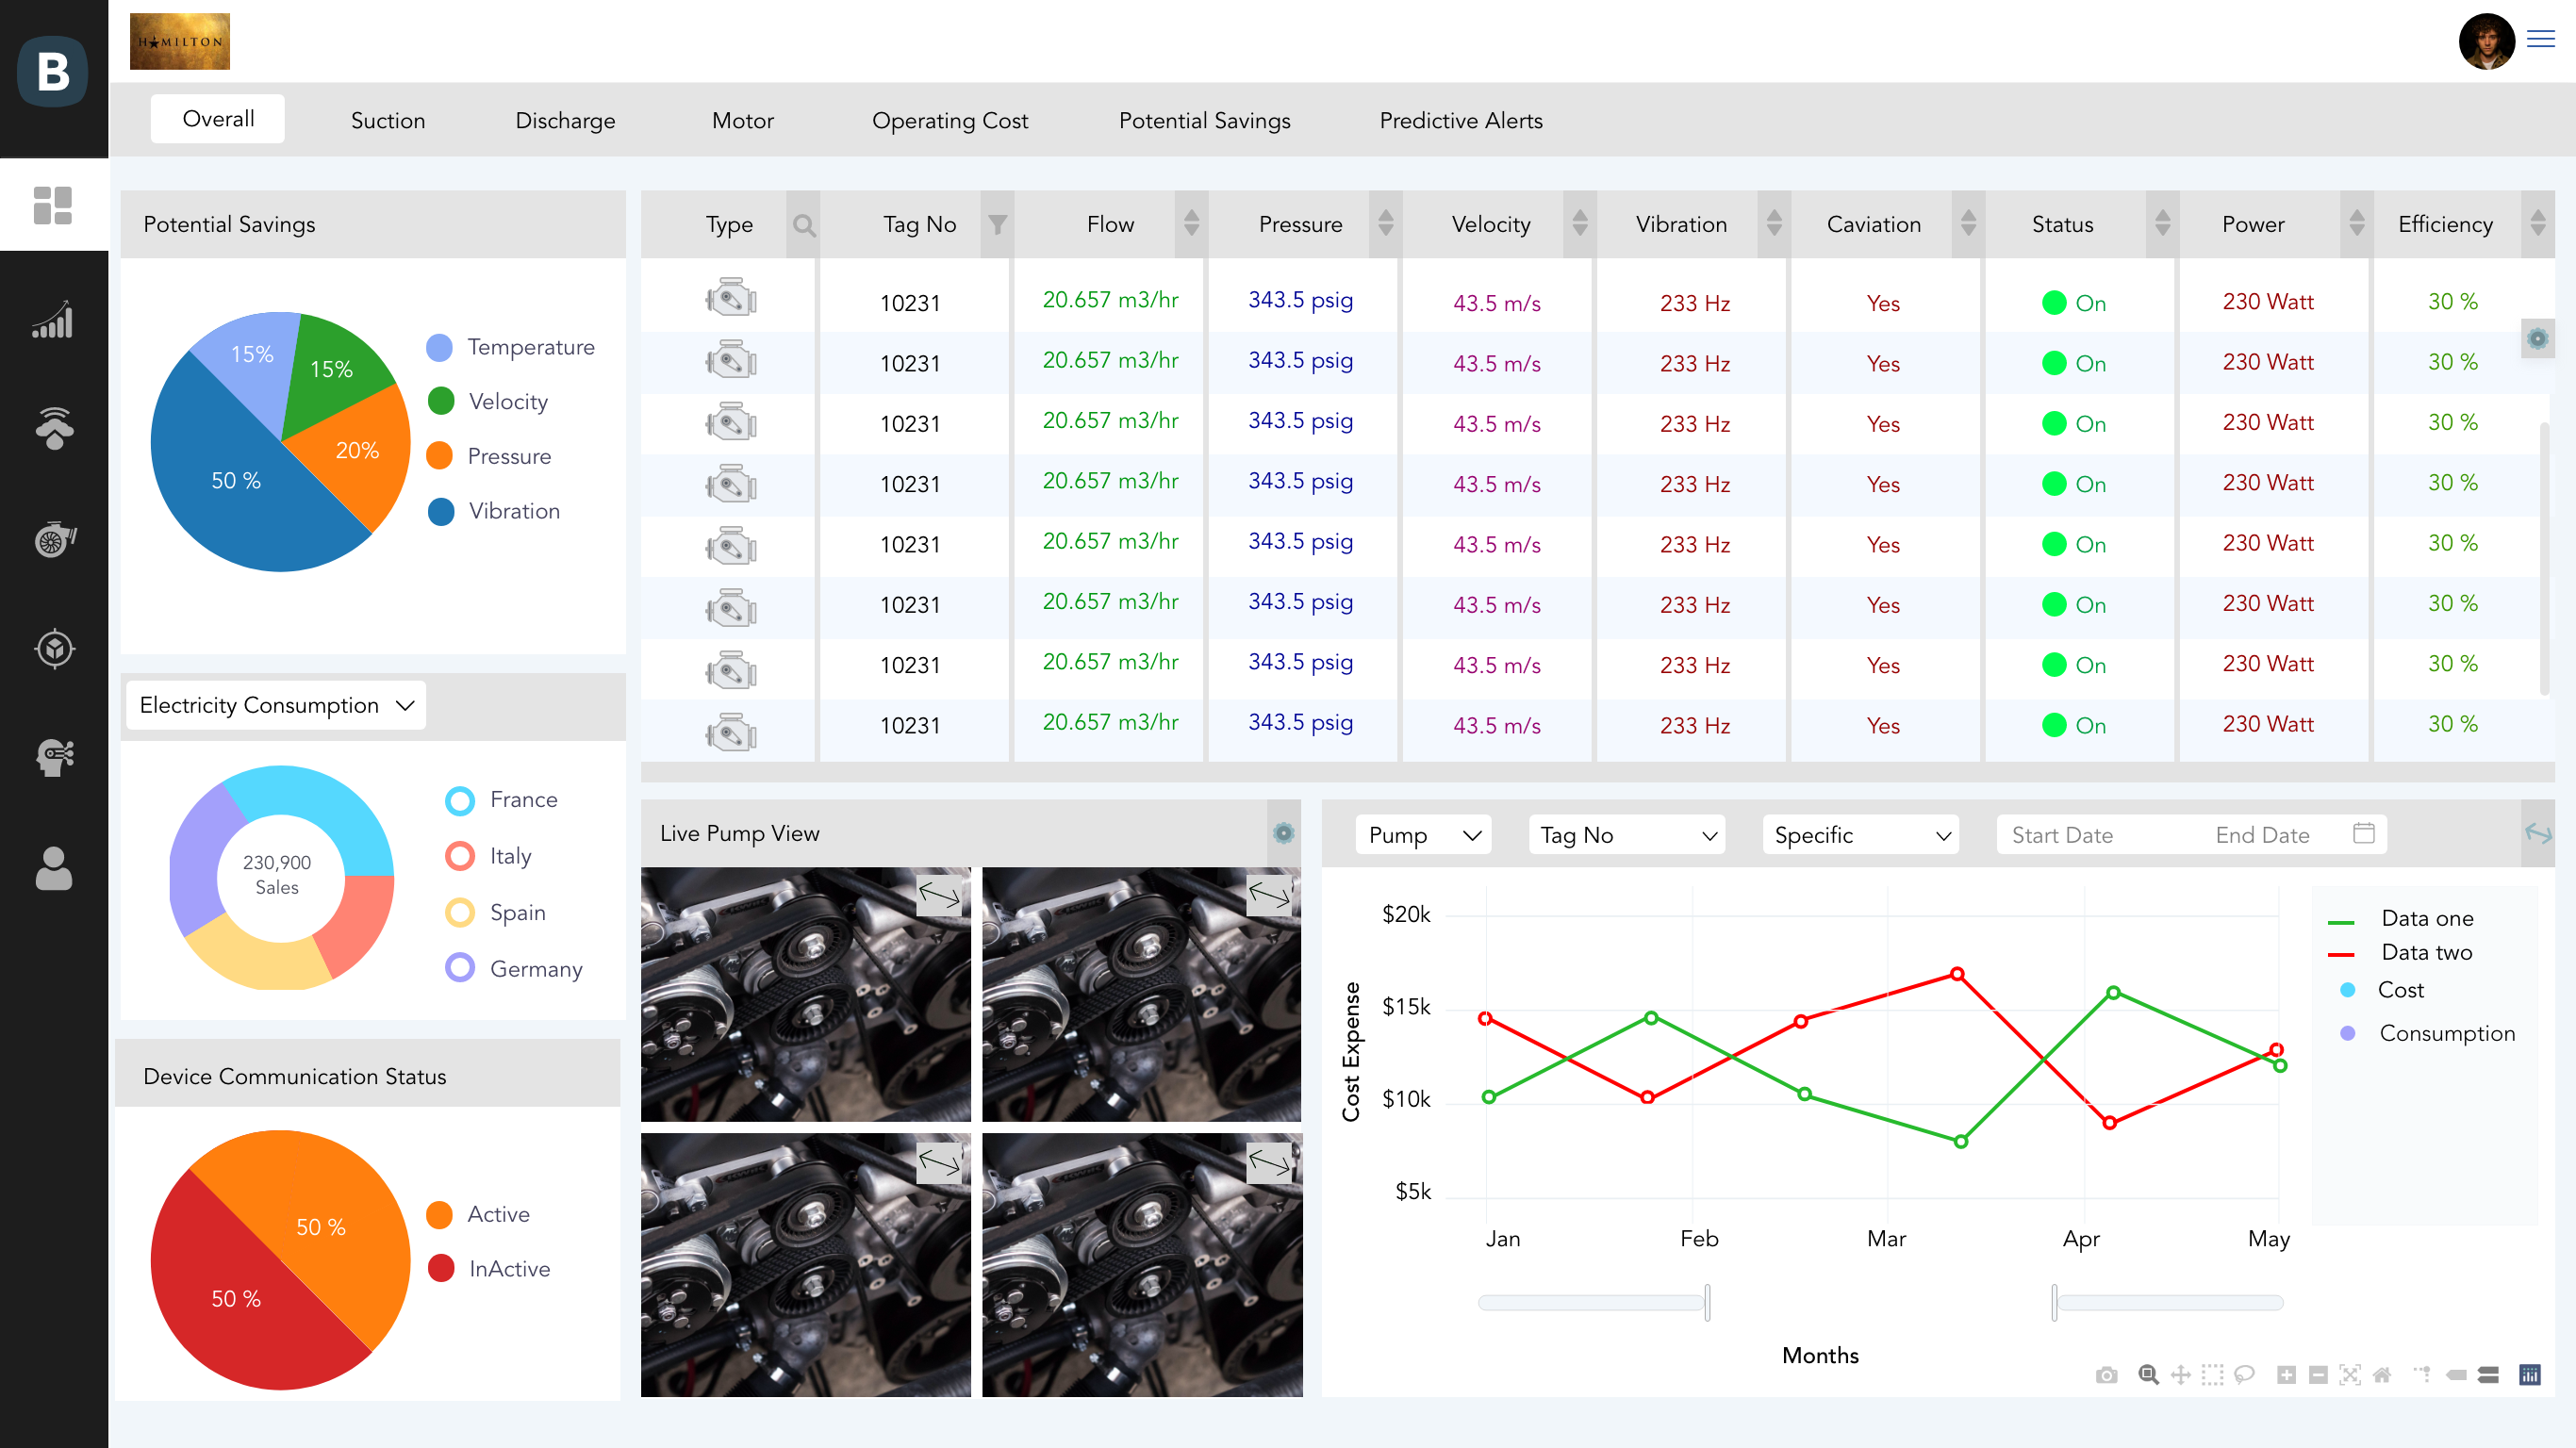 B
HAMILTON
Overall Suction Discharge Motor Operating Cost Potential Savings Predictive Alerts
Potential Savings
15%
15%
20%
50 %
Temperature
Velocity
Pressure
Vibration
Electricity Consumption
230,900
Sales
France
Italy
Spain
Germany
Device Communication Status
50 %
50 %
Active
InActive
Type Tag No Flow Pressure Velocity Vibration Caviation Status Power Efficiency
10231 20.657 m3/hr 343.5 psig 43.5 m/s 233 Hz Yes On 230 Watt 30 %
10231 20.657 m3/hr 343.5 psig 43.5 m/s 233 Hz Yes On 230 Watt 30 %
10231 20.657 m3/hr 343.5 psig 43.5 m/s 233 Hz Yes On 230 Watt 30 %
10231 20.657 m3/hr 343.5 psig 43.5 m/s 233 Hz Yes On 230 Watt 30 %
10231 20.657 m3/hr 343.5 psig 43.5 m/s 233 Hz Yes On 230 Watt 30 %
10231 20.657 m3/hr 343.5 psig 43.5 m/s 233 Hz Yes On 230 Watt 30 %
10231 20.657 m3/hr 343.5 psig 43.5 m/s 233 Hz Yes On 230 Watt 30 %
10231 20.657 m3/hr 343.5 psig 43.5 m/s 233 Hz Yes On 230 Watt 30 %
Live Pump View
Pump Tag No Specific Start Date End Date
Cost Expense
$20k
$15k
$10k
$5k
Jan Feb Mar Apr May
Months
Data one
Data two
Cost
Consumption